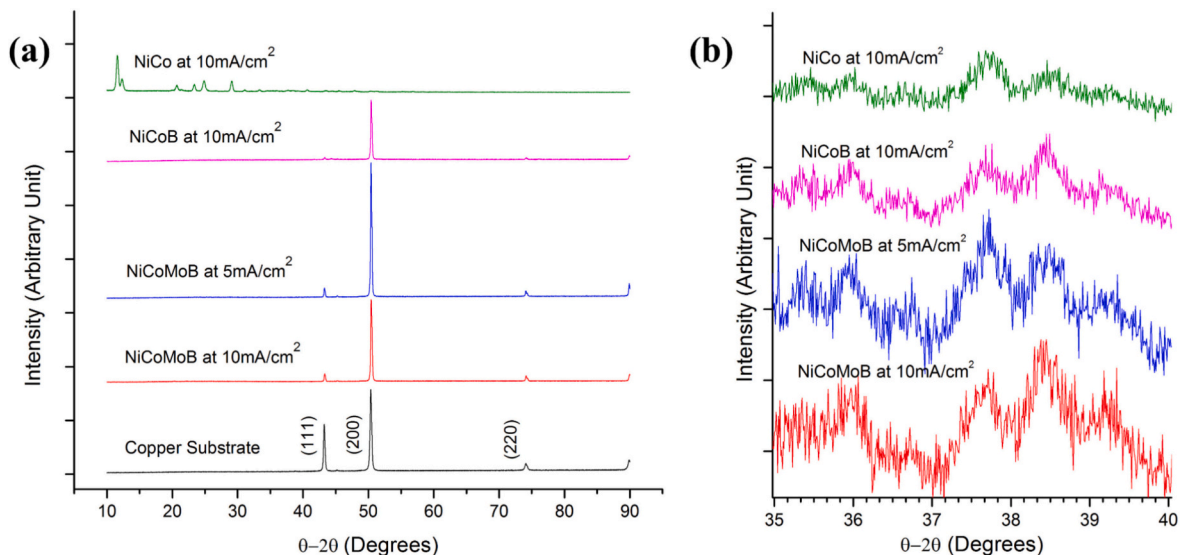 (a)
NiCo at 10mA/cm²
NiCoB at 10mA/cm²
NiCoMoB at 5mA/cm²
NiCoMoB at 10mA/cm²
Copper Substrate
(111)
(200)
(220)
Intensity (Arbitrary Unit)
10 20 30 40 50 60 70 80 90
θ−2θ (Degrees)
(b)
NiCo at 10mA/cm²
NiCoB at 10mA/cm²
NiCoMoB at 5mA/cm²
NiCoMoB at 10mA/cm²
Intensity (Arbitrary Unit)
35 36 37 38 39 40
θ−2θ (Degrees)